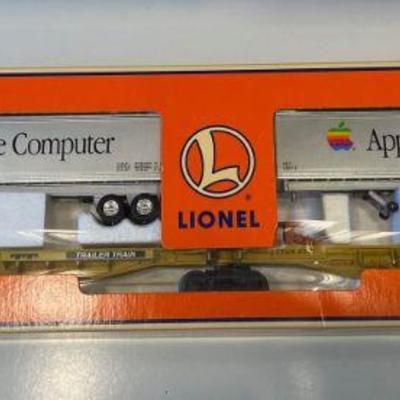 e Computer
App
L
LIONEL
TRAILER TRAIN